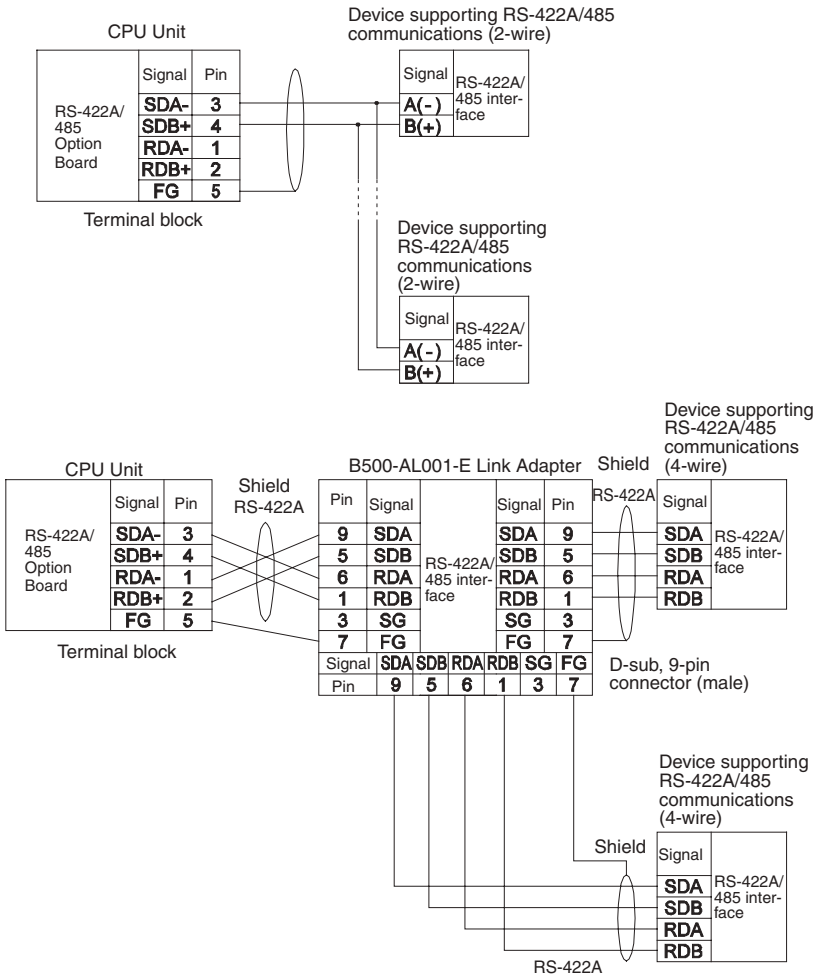 Device supporting RS-422A/485
communications (2-wire)
CPU Unit
Signal Pin
RS-422A/
485
Option
Board
SDA- 3
SDB+ 4
RDA- 1
RDB+ 2
FG 5
Terminal block
Signal
RS-422A/
485 inter-
face
A(-)
B(+)
Device supporting
RS-422A/485
communications
(2-wire)
Signal
RS-422A/
485 inter-
face
A(-)
B(+)
CPU Unit
Signal Pin
RS-422A/
485
Option
Board
SDA- 3
SDB+ 4
RDA- 1
RDB+ 2
FG 5
Terminal block
Shield
RS-422A
B500-AL001-E Link Adapter
Pin Signal
9 SDA
5 SDB
6 RDA
1 RDB
3 SG
7 FG
RS-422A/
485 inter-
face
Signal Pin
SDA 9
SDB 5
RDA 6
RDB 1
SG 3
FG 7
Signal SDA SDB RDA RDB SG FG
Pin 9 5 6 1 3 7
D-sub, 9-pin
connector (male)
Shield
RS-422A
Device supporting
RS-422A/485
communications
(4-wire)
Signal
SDA
SDB
RDA
RDB
RS-422A/
485 inter-
face
Device supporting
RS-422A/485
communications
(4-wire)
Shield
Signal
SDA
SDB
RDA
RDB
RS-422A/
485 inter-
face
RS-422A